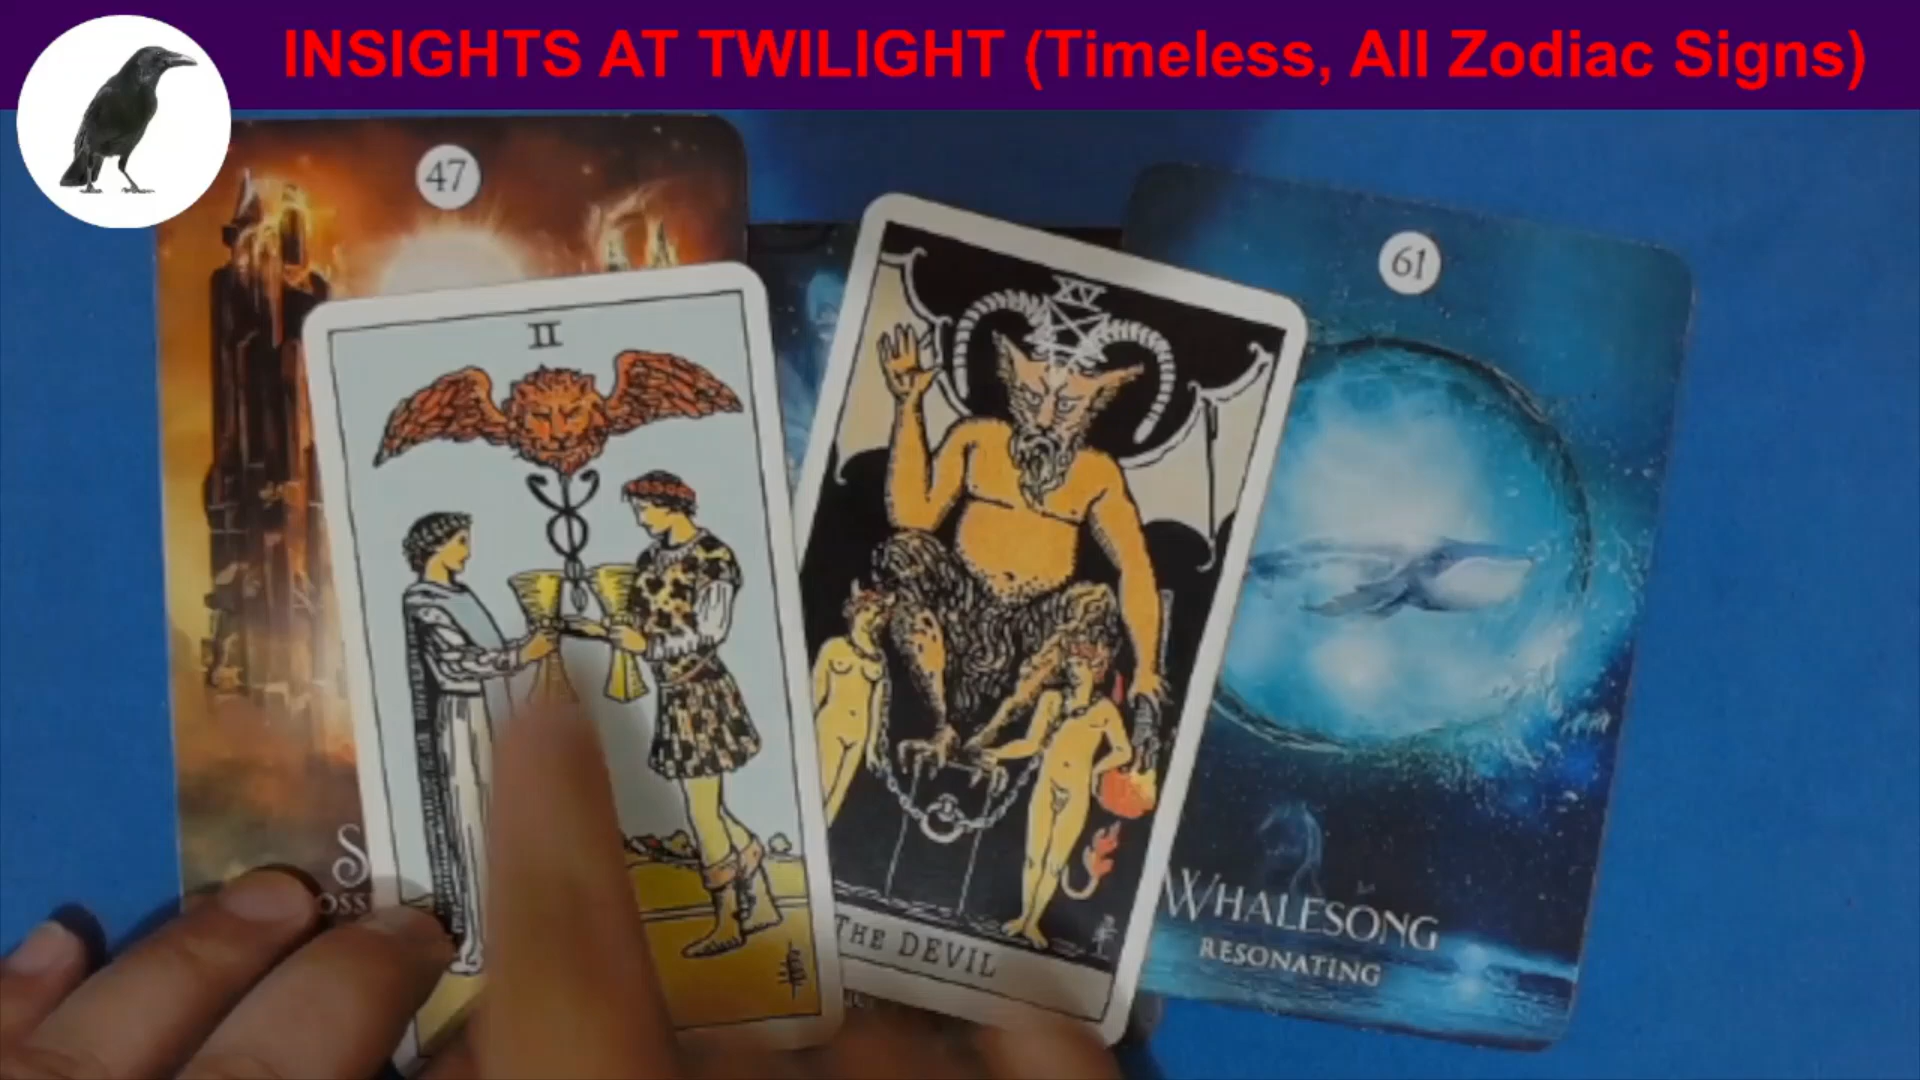 INSIGHTS AT TWILIGHT (Timeless, All Zodiac Signs)
47
II
XV
61
THE DEVIL
WHALESONG
RESONATING